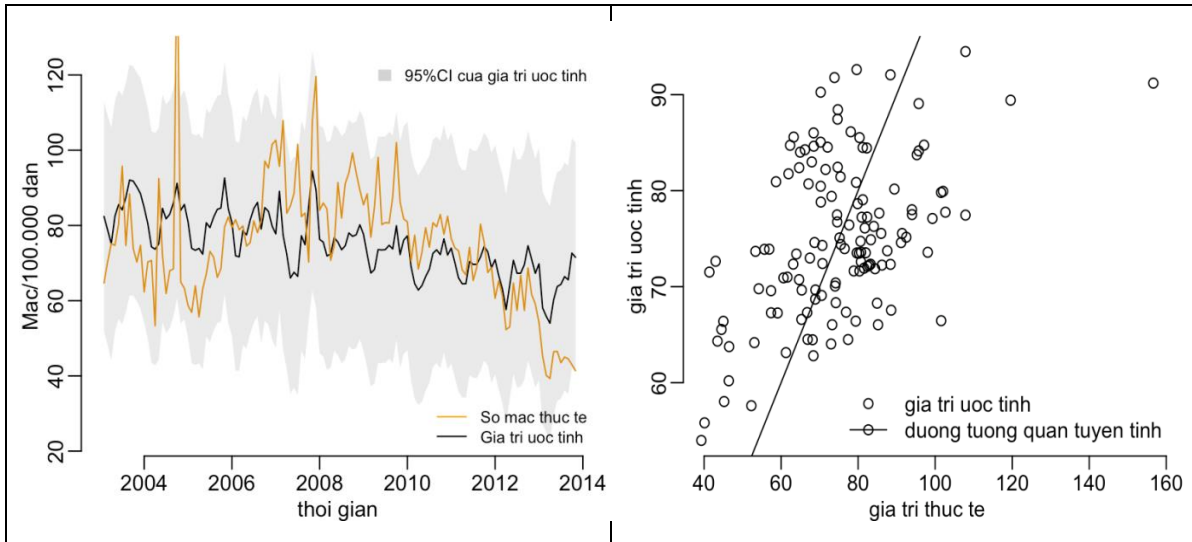 120
100
80
60
40
20
Mac/100.000 dan
95%CI cua gia tri uoc tinh
So mac thuc te
Gia tri uoc tinh
2004 2006 2008 2010 2012 2014
thoi gian
90
80
70
60
gia tri uoc tinh
gia tri uoc tinh
duong tuong quan tuyen tinh
40 60 80 100 120 140 160
gia tri thuc te